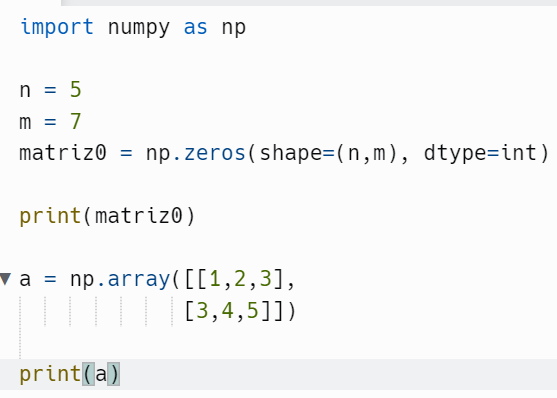 import numpy as np
n = 5
m = 7
matriz0 = np.zeros(shape=(n,m), dtype=int)
print(matriz0)
a = np.array([[1,2,3],
[3,4,5]])
print(a)